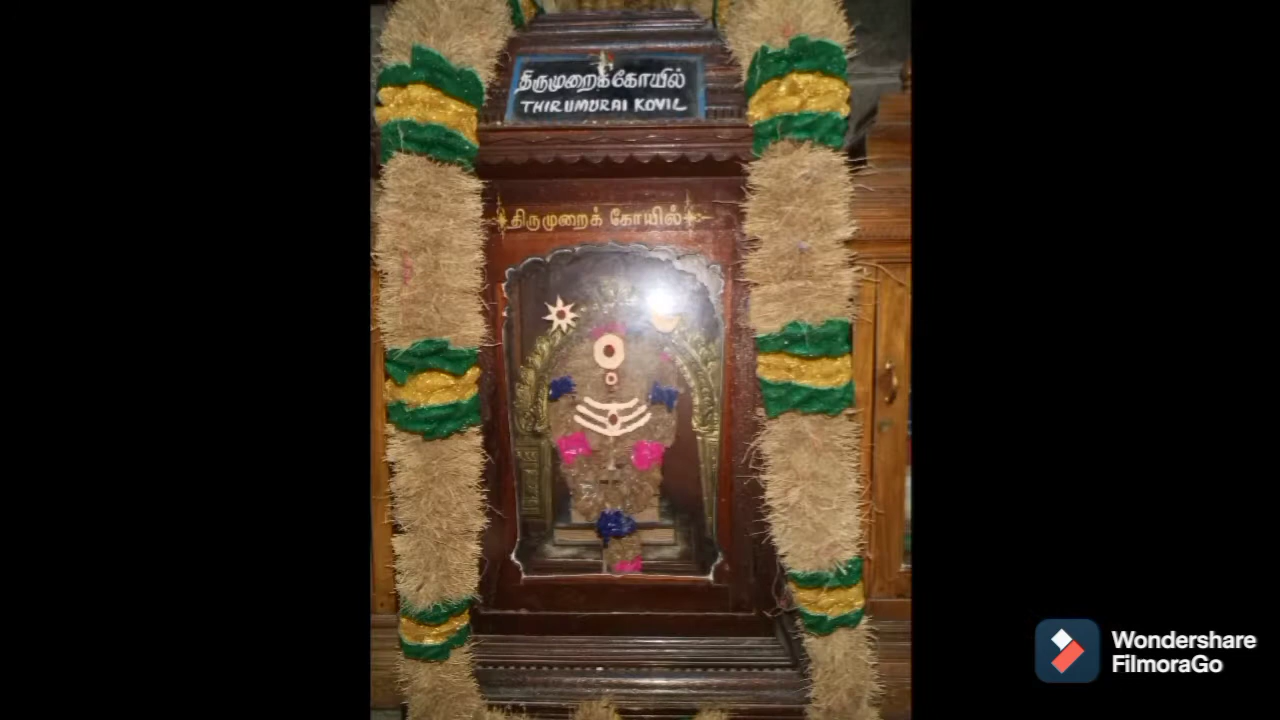 திருமுறைக்கோயில்
THIRUMURAI KOVIL
திருமுறைக் கோயில்
Wondershare
FilmoraGo